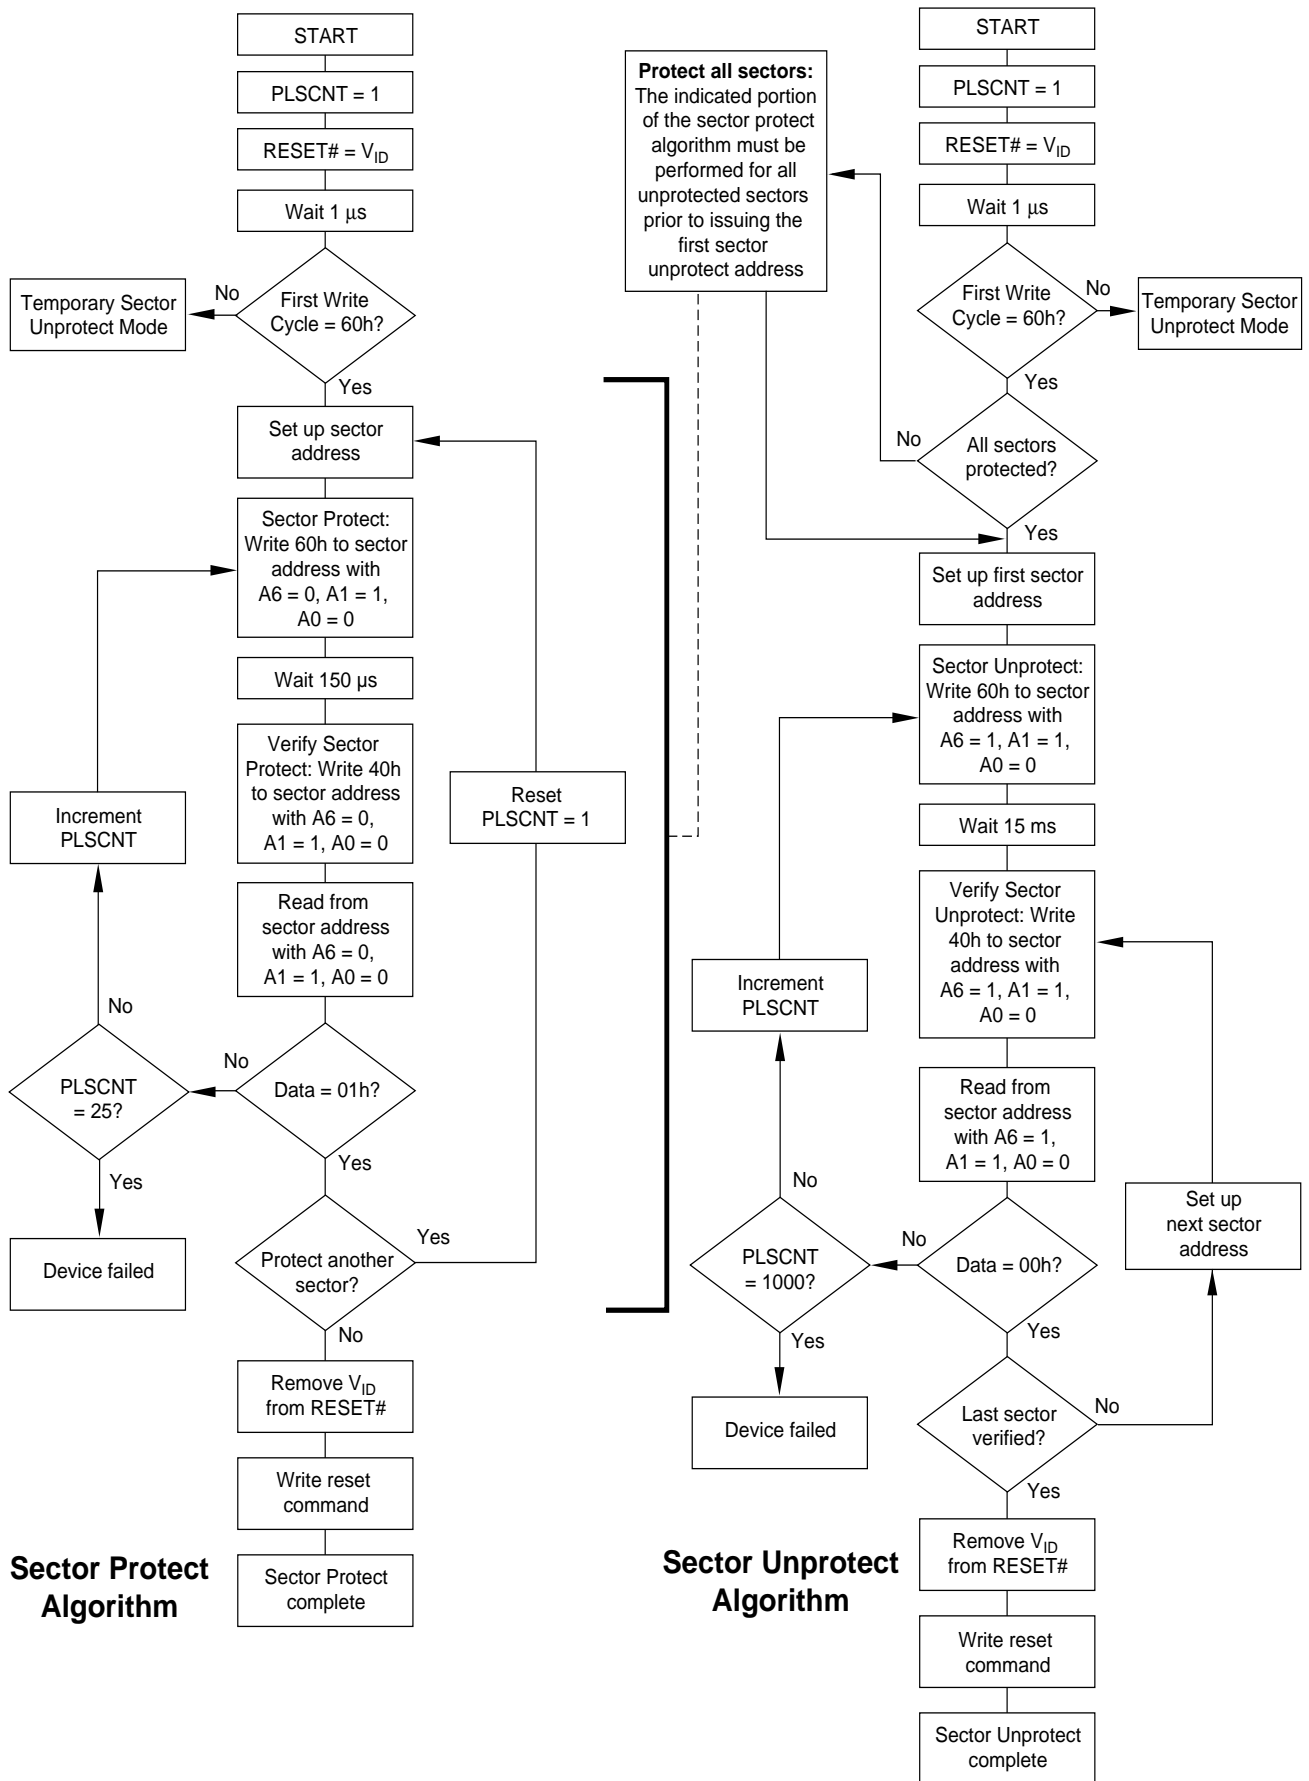 START
PLSCNT = 1
RESET# = VID
Wait 1 μs
First Write
Cycle = 60h?
No
Temporary Sector
Unprotect Mode
Yes
Set up sector
address
Sector Protect:
Write 60h to sector
address with
A6 = 0, A1 = 1,
A0 = 0
Wait 150 µs
Verify Sector
Protect: Write 40h
to sector address
with A6 = 0,
A1 = 1, A0 = 0
Increment
PLSCNT
Reset
PLSCNT = 1
Read from
sector address
with A6 = 0,
A1 = 1, A0 = 0
No
PLSCNT
= 25?
No
Data = 01h?
Yes
Yes
Device failed
Protect another
sector?
Yes
No
Remove VID
from RESET#
Write reset
command
Sector Protect
complete
Sector Protect
Algorithm
Protect all sectors:
The indicated portion
of the sector protect
algorithm must be
performed for all
unprotected sectors
prior to issuing the
first sector
unprotect address
START
PLSCNT = 1
RESET# = VID
Wait 1 μs
First Write
Cycle = 60h?
No
Temporary Sector
Unprotect Mode
Yes
No
All sectors
protected?
Yes
Set up first sector
address
Sector Unprotect:
Write 60h to sector
address with
A6 = 1, A1 = 1,
A0 = 0
Wait 15 ms
Verify Sector
Unprotect: Write
40h to sector
address with
A6 = 1, A1 = 1,
A0 = 0
Increment
PLSCNT
Read from
sector address
with A6 = 1,
A1 = 1, A0 = 0
No
PLSCNT
= 1000?
No
Data = 00h?
Set up
next sector
address
Yes
Yes
Device failed
Last sector
verified?
No
Yes
Remove VID
from RESET#
Write reset
command
Sector Unprotect
complete
Sector Unprotect
Algorithm